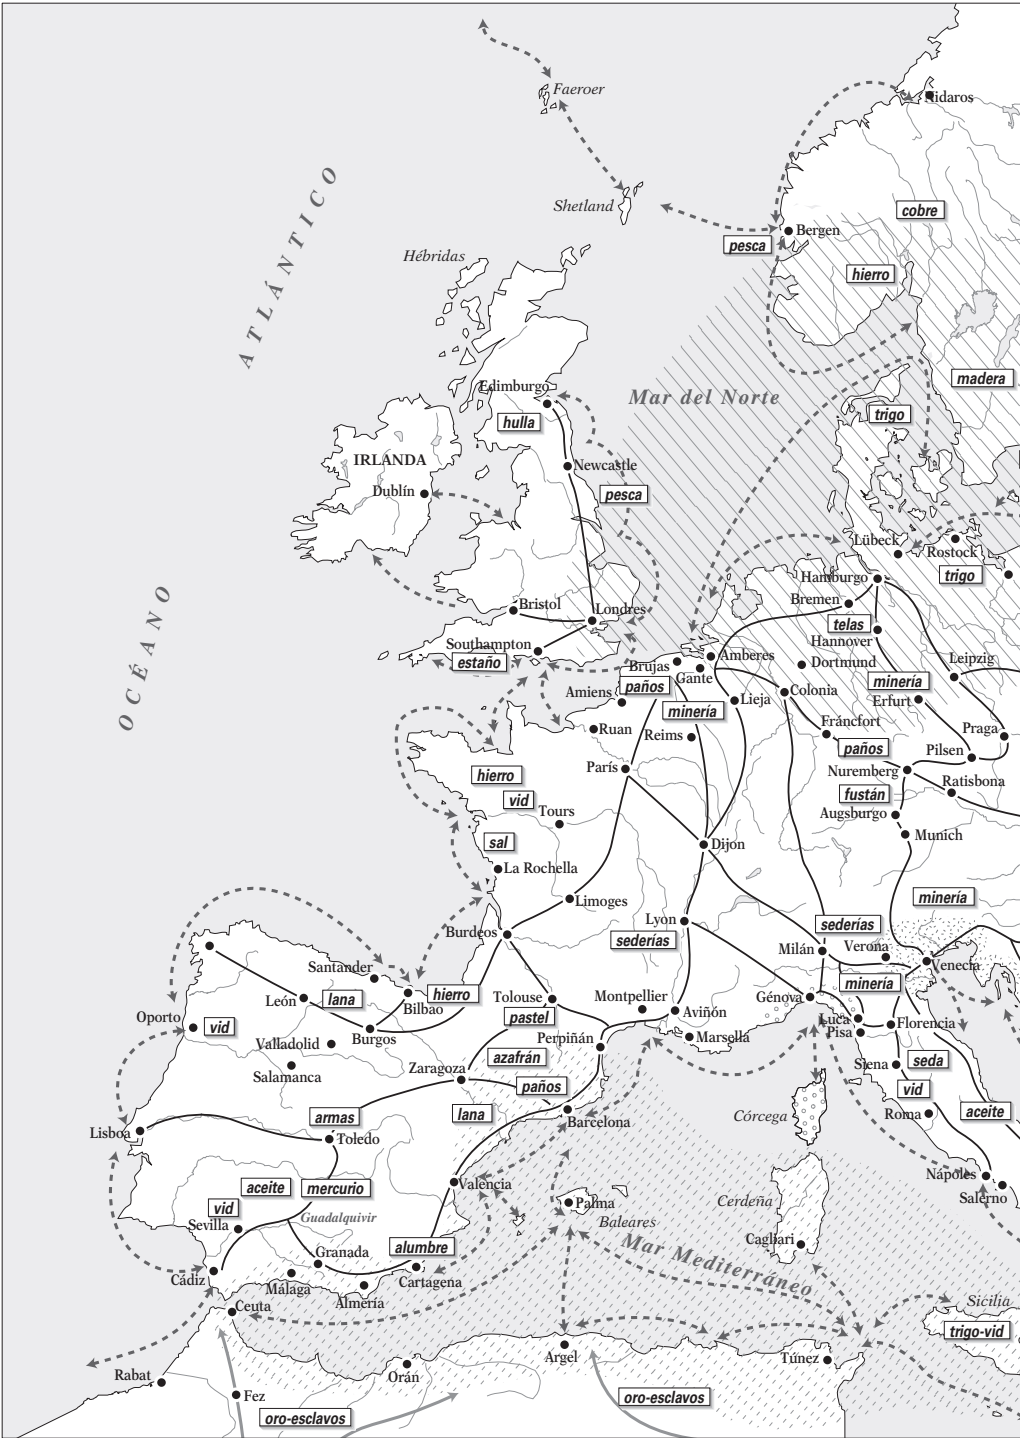 Faeroer
Nidaros
Shetland
cobre
Bergen
pesca
Hébridas
hierro
ATLÁNTICO
madera
Edimburgo
Mar del Norte
trigo
hulla
IRLANDA
Newcastle
Dublín
pesca
Lübeck
Rostock
trigo
Hamburgo
Bristol
Londres
Bremen
telas
Hannover
OCÉANO
Southampton
estaño
Brujas
Amberes
Gante
Dortmund
Leipzig
Amiens
paños
minería
Lieja
Colonia
minería
Erfurt
Ruan
Reims
Fráncfort
Praga
paños
Pilsen
París
hierro
Nuremberg
Ratisbona
vid
fustán
Tours
Augsburgo
Munich
sal
Dijon
La Rochella
Limoges
minería
Burdeos
Lyon
sederías
sederías
Milán
Verona
Venecia
Santander
minería
León
lana
Bilbao
hierro
Tolouse
Montpellier
Génova
Oporto
vid
pastel
Aviñón
Luca
Florencia
Burgos
Perpiñán
Marsella
Pisa
Valladolid
azafrán
Siena
seda
Salamanca
Zaragoza
paños
vid
armas
lana
Barcelona
Córcega
Roma
aceite
Lisboa
Toledo
Nápoles
aceite
mercurio
Valencia
Salerno
vid
Palma
Cerdeña
Sevilla
Guadalquivir
Baleares
Granada
alumbre
Cagliari
Mar Mediterráneo
Cádiz
Málaga
Almería
Cartagena
Ceuta
Sicilia
trigo-vid
Argel
Túnez
Rabat
Orán
Fez
oro-esclavos
oro-esclavos